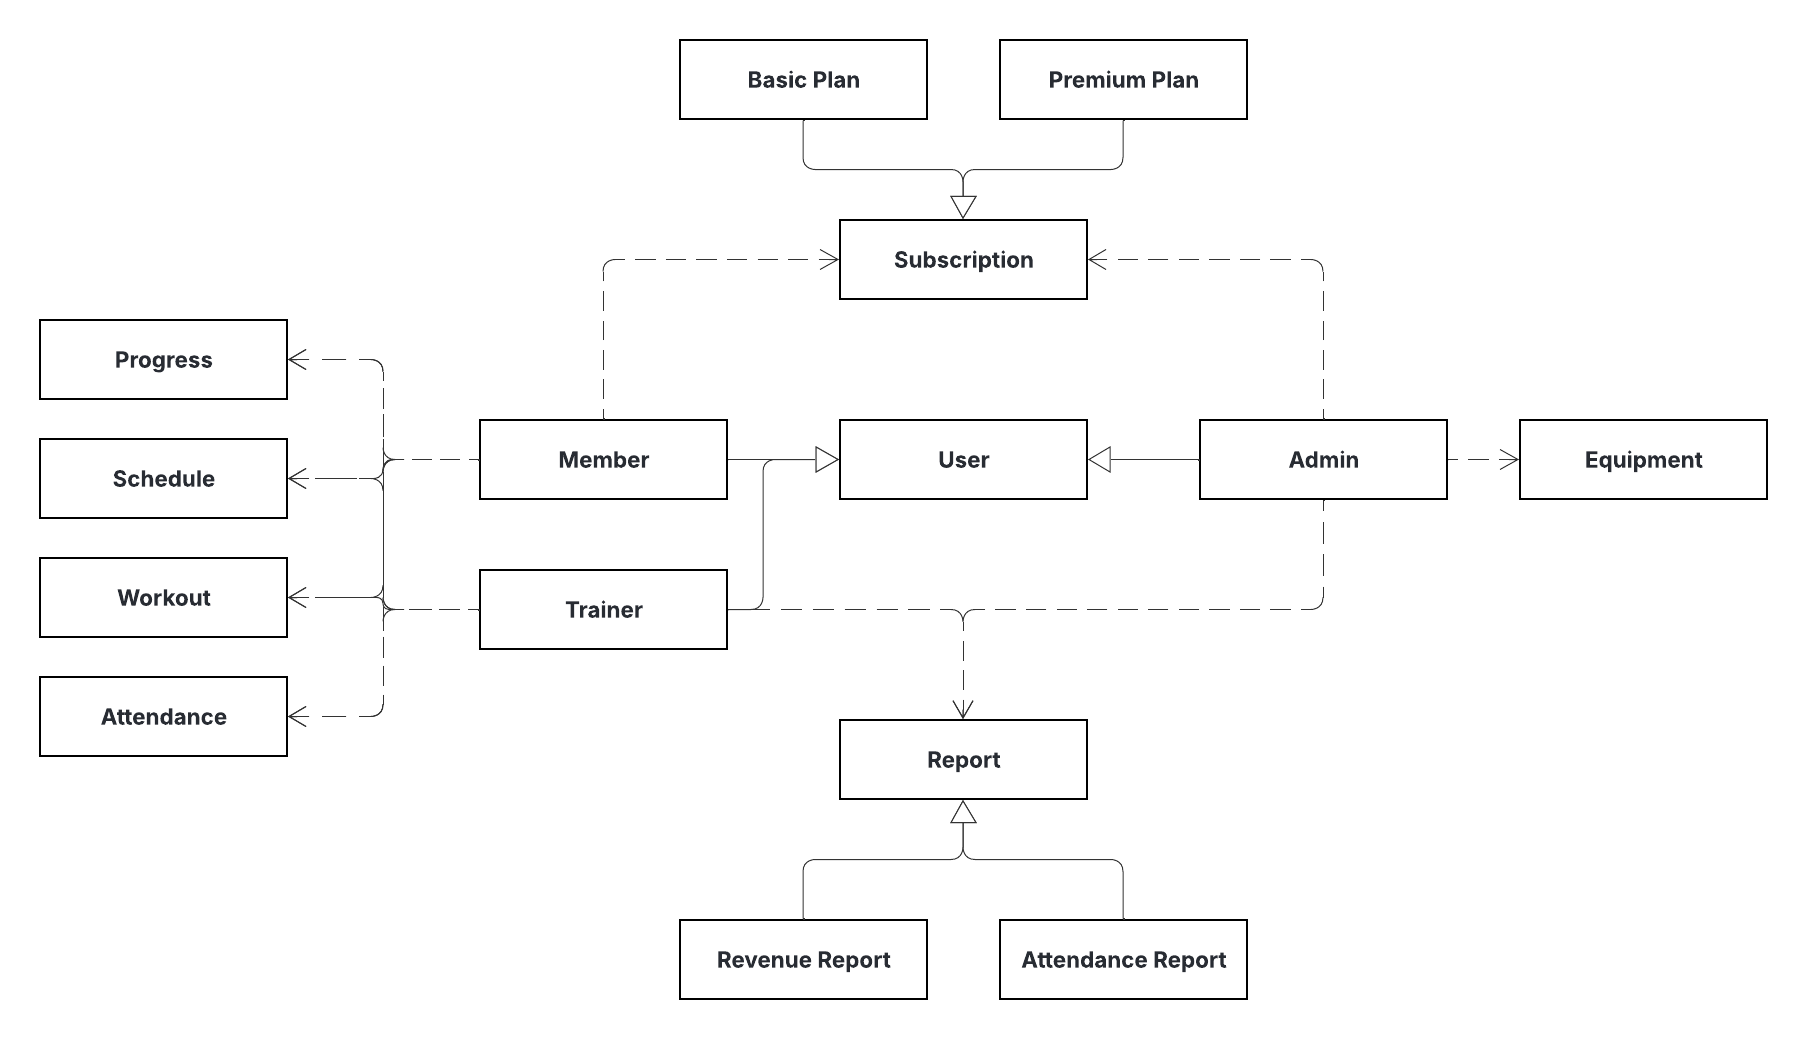 Basic Plan
Premium Plan
Subscription
Progress
Schedule
Workout
Attendance
Member
User
Admin
Equipment
Trainer
Report
Revenue Report
Attendance Report